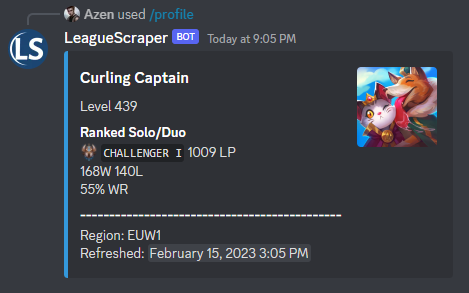 Azen used /profile
LS
LeagueScraper BOT Today at 9:05 PM
Curling Captain
Level 439
Ranked Solo/Duo
CHALLENGER I 1009 LP
168W 140L
55% WR
---------------------------------------------
Region: EUW1
Refreshed: February 15, 2023 3:05 PM